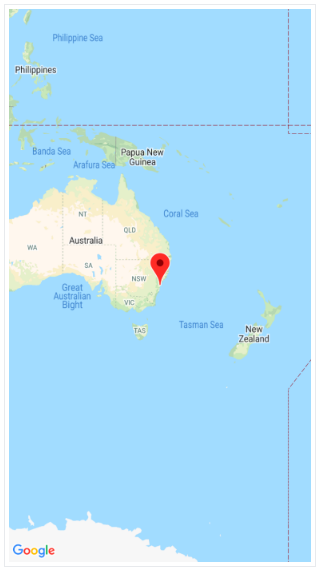 Philippine Sea
Philippines
Banda Sea
Papua New
Guinea
Arafura Sea
Coral Sea
NT
QLD
Australia
WA
SA
NSW
Great
Australian
Bight
VIC
TAS
Tasman Sea
New
Zealand
Google